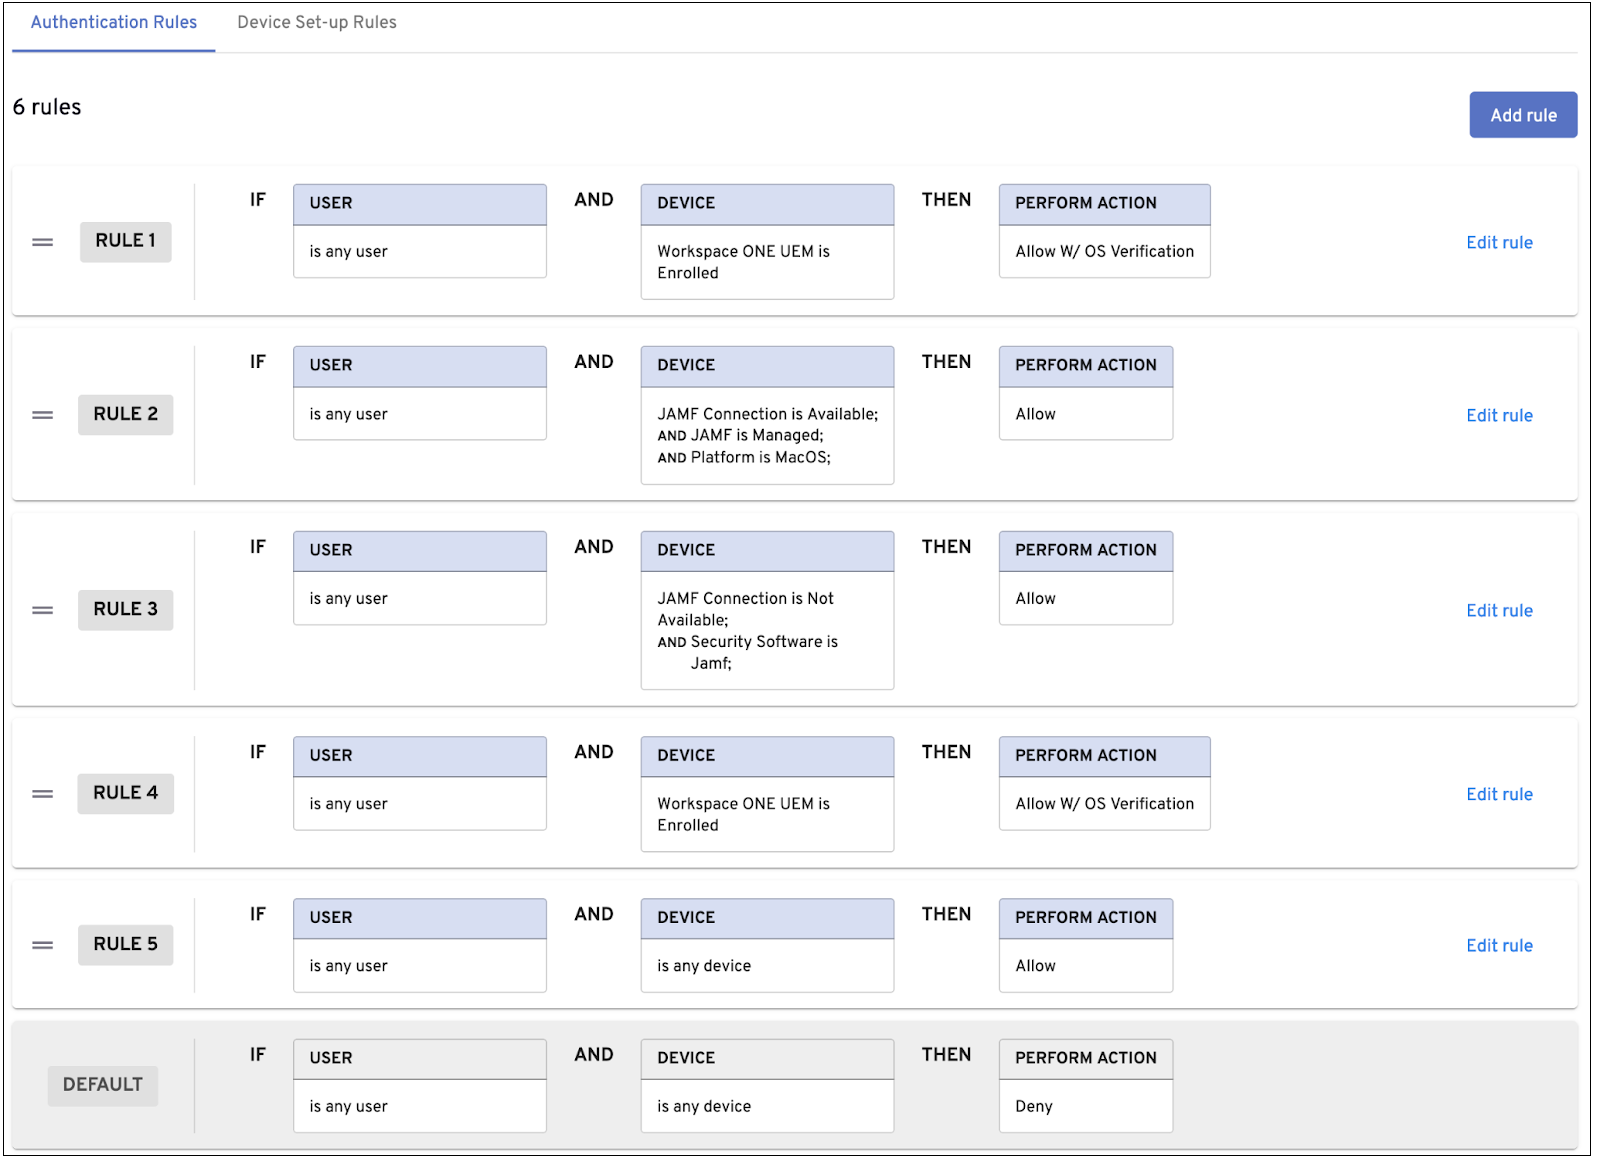 Authentication Rules
Device Set-up Rules
6 rules
Add rule
RULE 1
IF
USER
is any user
AND
DEVICE
Workspace ONE UEM is
Enrolled
THEN
PERFORM ACTION
Allow W/ OS Verification
Edit rule
RULE 2
IF
USER
is any user
AND
DEVICE
JAMF Connection is Available;
AND JAMF is Managed;
AND Platform is MacOS;
THEN
PERFORM ACTION
Allow
Edit rule
RULE 3
IF
USER
is any user
AND
DEVICE
JAMF Connection is Not
Available;
AND Security Software is
Jamf;
THEN
PERFORM ACTION
Allow
Edit rule
RULE 4
IF
USER
is any user
AND
DEVICE
Workspace ONE UEM is
Enrolled
THEN
PERFORM ACTION
Allow W/ OS Verification
Edit rule
RULE 5
IF
USER
is any user
AND
DEVICE
is any device
THEN
PERFORM ACTION
Allow
Edit rule
DEFAULT
IF
USER
is any user
AND
DEVICE
is any device
THEN
PERFORM ACTION
Deny